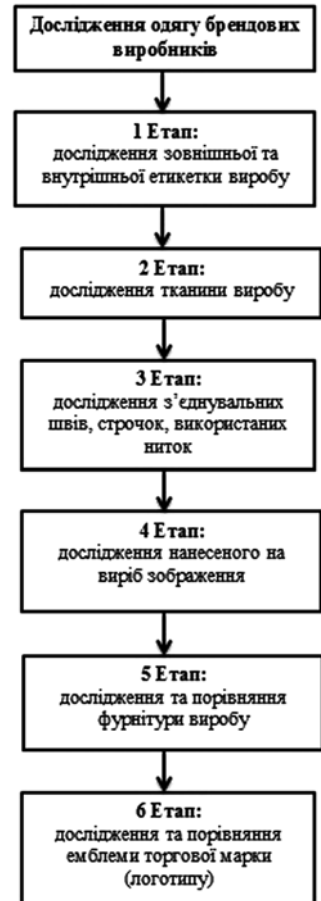 Дослідження одягу брендових
виробників
1 Етап:
дослідження зовнішньої та
внутрішньої етикетки виробу
2 Етап:
дослідження тканини виробу
3 Етап:
дослідження з’єднувальних
швів, строчок, використаних
ниток
4 Етап:
дослідження нанесеного на
виріб зображення
5 Етап:
дослідження та порівняння
фурнітури виробу
6 Етап:
дослідження та порівняння
емблеми торгової марки
(логотипу)